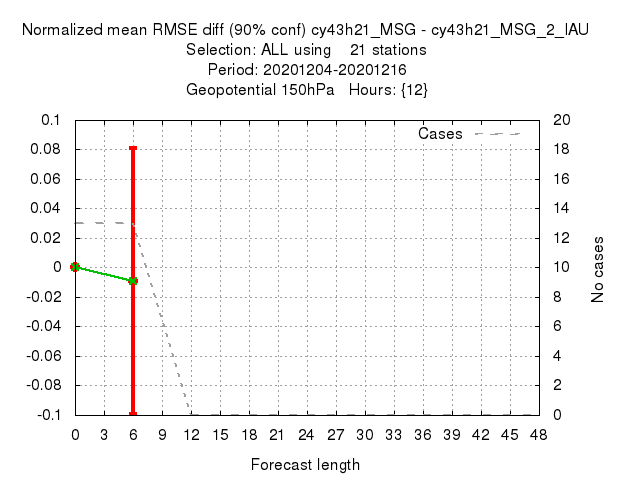 Normalized mean RMSE diff (90% conf) cy43h21_MSG - cy43h21_MSG_2_IAU
Selection: ALL using    21 stations
Period: 20201204-20201216
Geopotential 150hPa   Hours: {12}
Cases
0.1
0.08
0.06
0.04
0.02
0
-0.02
-0.04
-0.06
-0.08
-0.1
20
18
16
14
12
10
8
6
4
2
0
No cases
0 3 6 9 12 15 18 21 24 27 30 33 36 39 42 45 48
Forecast length